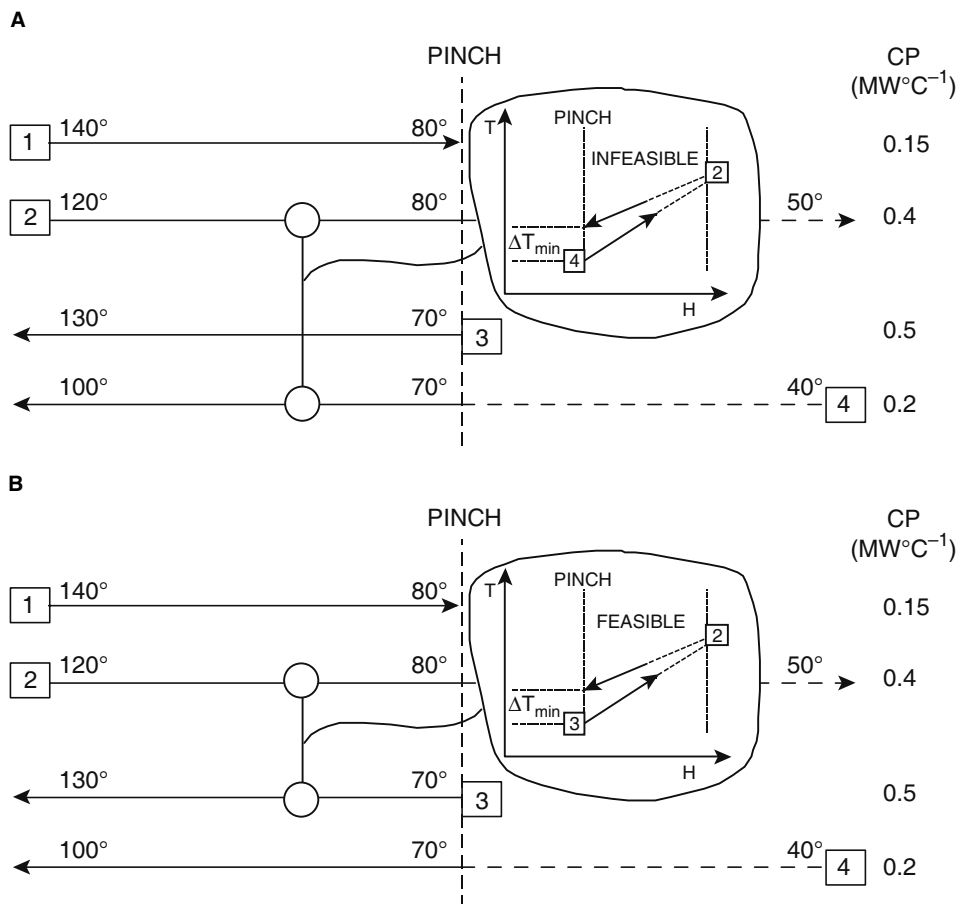 A
PINCH
CP
(MW°C⁻¹)
1 140° 80° 0.15
T PINCH
INFEASIBLE
2
2 120° 80° 50° 0.4
ΔTmin
4
H
130° 70° 3 0.5
100° 70° 40° 4 0.2
B
PINCH
CP
(MW°C⁻¹)
1 140° 80° 0.15
T PINCH
FEASIBLE
2
2 120° 80° 50° 0.4
ΔTmin
3
H
130° 70° 3 0.5
100° 70° 40° 4 0.2